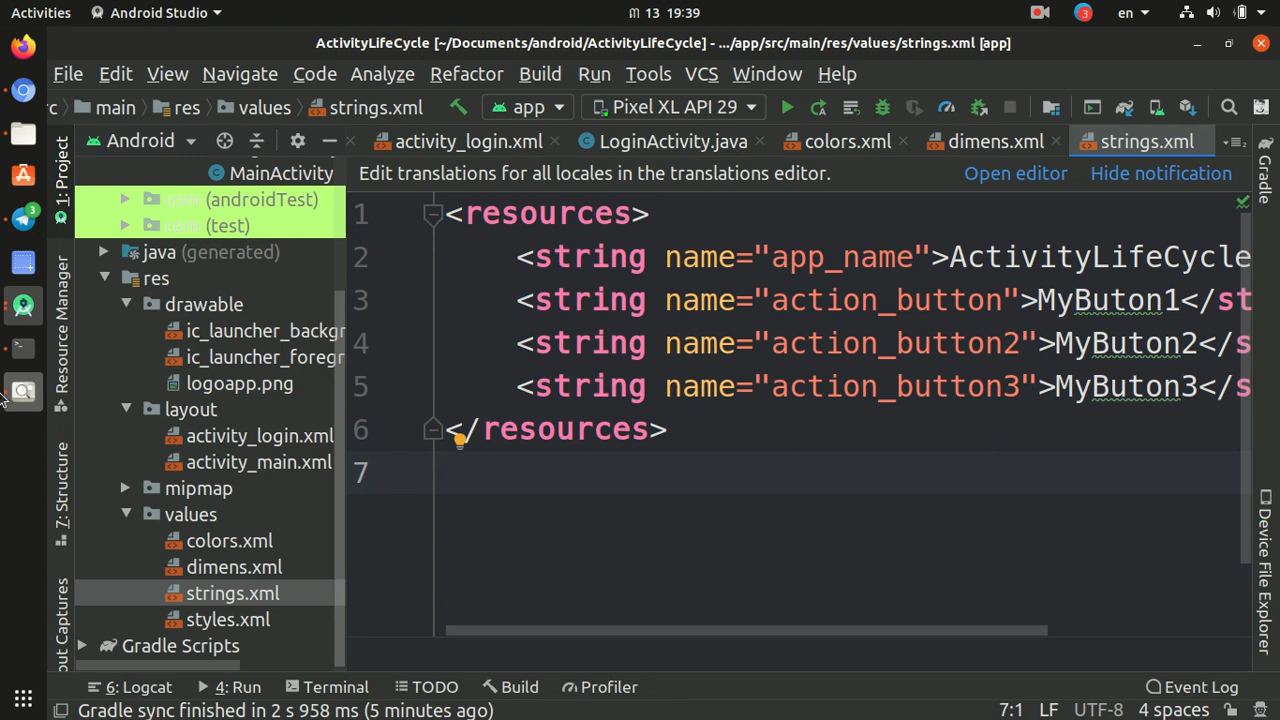 Activities
Android Studio
ฅ 13 19:39
3
en
ActivityLifeCycle [~/Documents/android/ActivityLifeCycle] - .../app/src/main/res/values/strings.xml [app]
File Edit View Navigate Code Analyze Refactor Build Run Tools VCS Window Help
main res values strings.xml app Pixel XL API 29
Android
activity_login.xml LoginActivity.java colors.xml dimens.xml strings.xml
1: Project
Resource Manager
7: Structure
Gradle
Device File Explorer
3
MainActivity
(androidTest)
(test)
java (generated)
res
drawable
ic_launcher_backgr
ic_launcher_foregr
logoapp.png
layout
activity_login.xml
activity_main.xml
mipmap
values
colors.xml
dimens.xml
strings.xml
styles.xml
Gradle Scripts
Edit translations for all locales in the translations editor. Open editor Hide notification
1 <resources>
2 <string name="app_name">ActivityLifeCycle
3 <string name="action_button">MyButon1</st
4 <string name="action_button2">MyButon2</s
5 <string name="action_button3">MyButon3</s
6 </resources>
7
6: Logcat 4: Run Terminal TODO Build Profiler Event Log
Gradle sync finished in 2 s 958 ms (5 minutes ago) 7:1 LF UTF-8 4 spaces